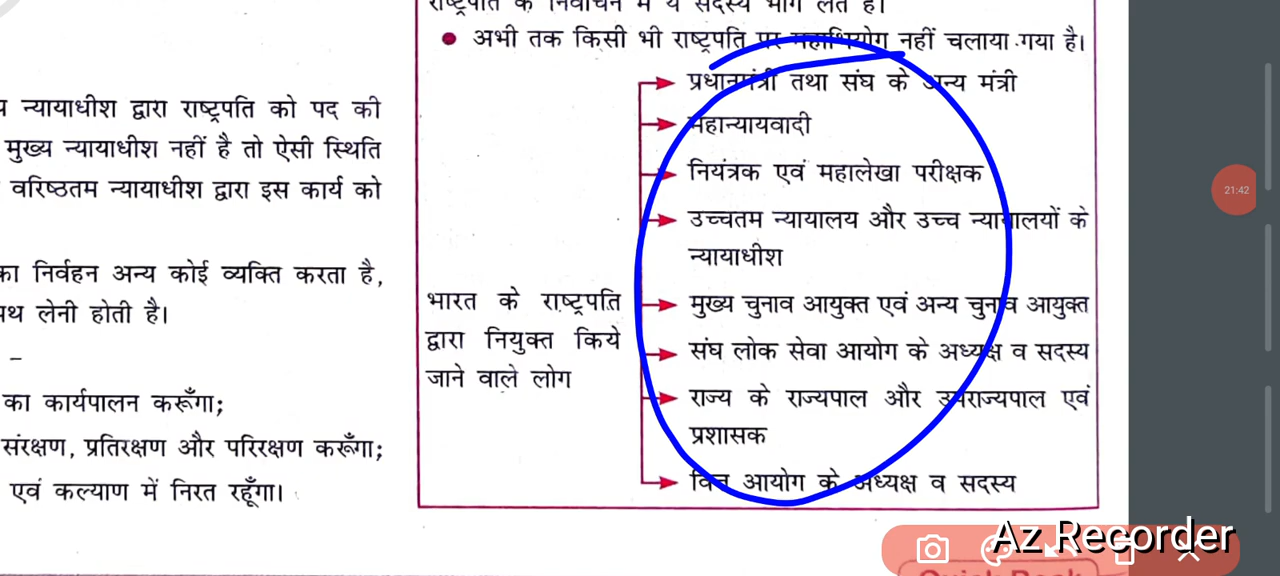 राष्ट्रपति के निर्वाचन में ये सदस्य भाग लेते हैं।
● अभी तक किसी भी राष्ट्रपति पर महाभियोग नहीं चलाया गया है।
न्यायाधीश द्वारा राष्ट्रपति को पद की
मुख्य न्यायाधीश नहीं है तो ऐसी स्थिति
वरिष्ठतम न्यायाधीश द्वारा इस कार्य को
का निर्वहन अन्य कोई व्यक्ति करता है,
लेनी होती है।
–
का कार्यपालन करूँगा;
संरक्षण, प्रतिरक्षण और परिरक्षण करूँगा;
एवं कल्याण में निरत रहूँगा।
भारत के राष्ट्रपति
द्वारा नियुक्त किये
जाने वाले लोग
प्रधानमंत्री तथा संघ के अन्य मंत्री
महान्यायवादी
नियंत्रक एवं महालेखा परीक्षक
उच्चतम न्यायालय और उच्च न्यायालयों के
न्यायाधीश
मुख्य चुनाव आयुक्त एवं अन्य चुनाव आयुक्त
संघ लोक सेवा आयोग के अध्यक्ष व सदस्य
राज्य के राज्यपाल और उपराज्यपाल एवं
प्रशासक
वित्त आयोग के अध्यक्ष व सदस्य
21:42
Az Recorder